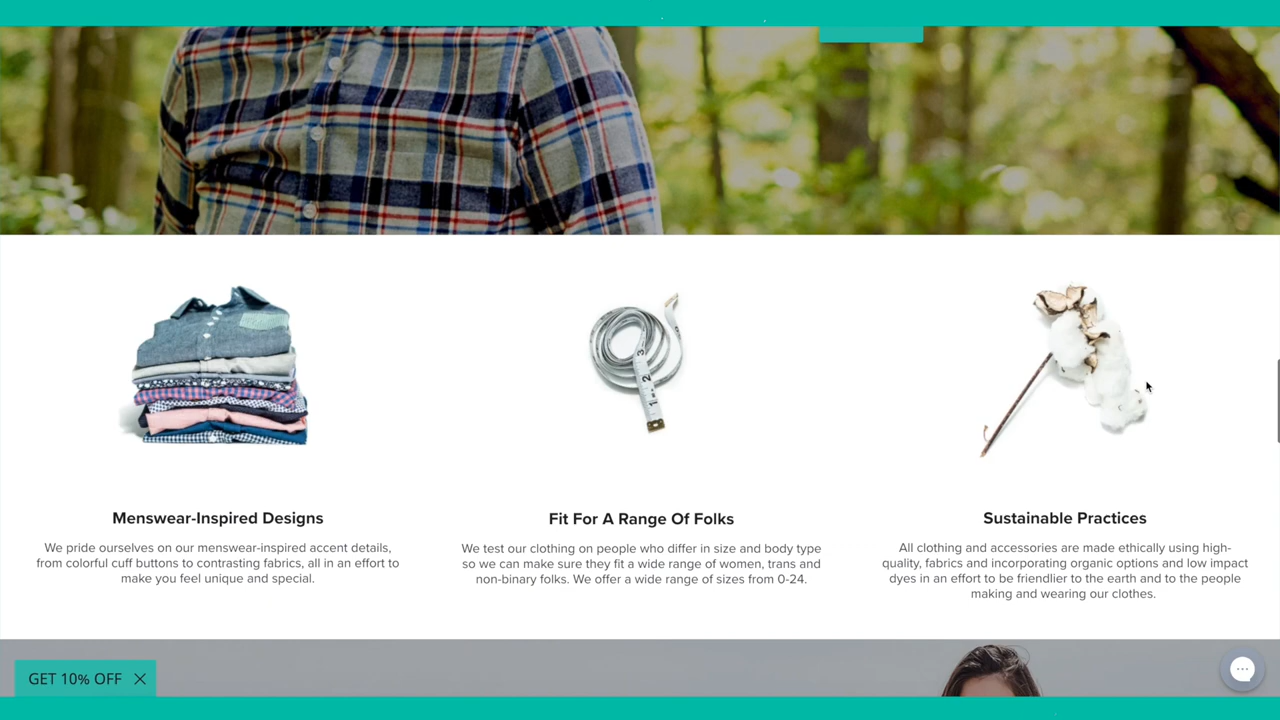 Menswear-Inspired Designs
We pride ourselves on our menswear-inspired accent details,
from colorful cuff buttons to contrasting fabrics, all in an effort to
make you feel unique and special.
Fit For A Range Of Folks
We test our clothing on people who differ in size and body type
so we can make sure they fit a wide range of women, trans and
non-binary folks. We offer a wide range of sizes from 0-24.
Sustainable Practices
All clothing and accessories are made ethically using high-
quality, fabrics and incorporating organic options and low impact
dyes in an effort to be friendlier to the earth and to the people
making and wearing our clothes.
GET 10% OFF